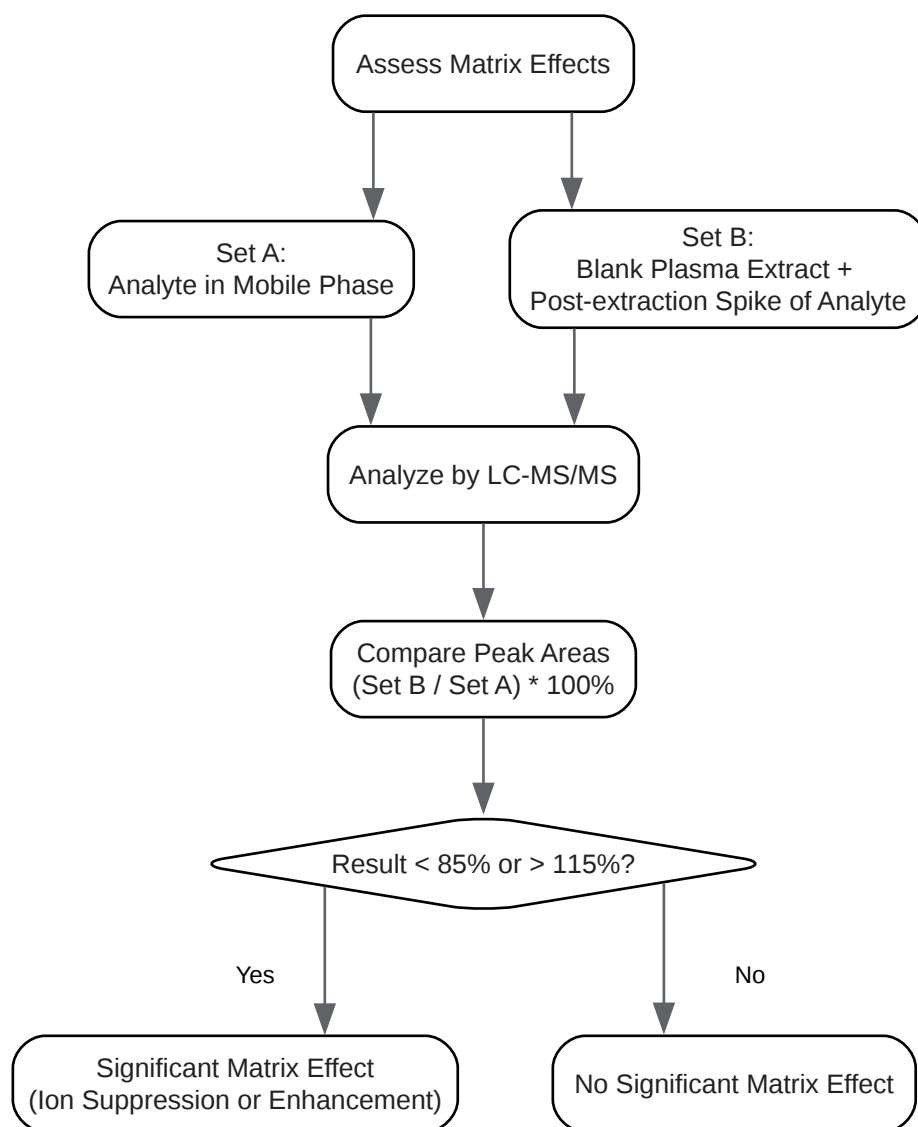 Assess Matrix Effects
Set A:
Analyte in Mobile Phase
Set B:
Blank Plasma Extract +
Post-extraction Spike of Analyte
Analyze by LC-MS/MS
Compare Peak Areas
(Set B / Set A) * 100%
Result < 85% or > 115%?
Yes
No
Significant Matrix Effect
(Ion Suppression or Enhancement)
No Significant Matrix Effect